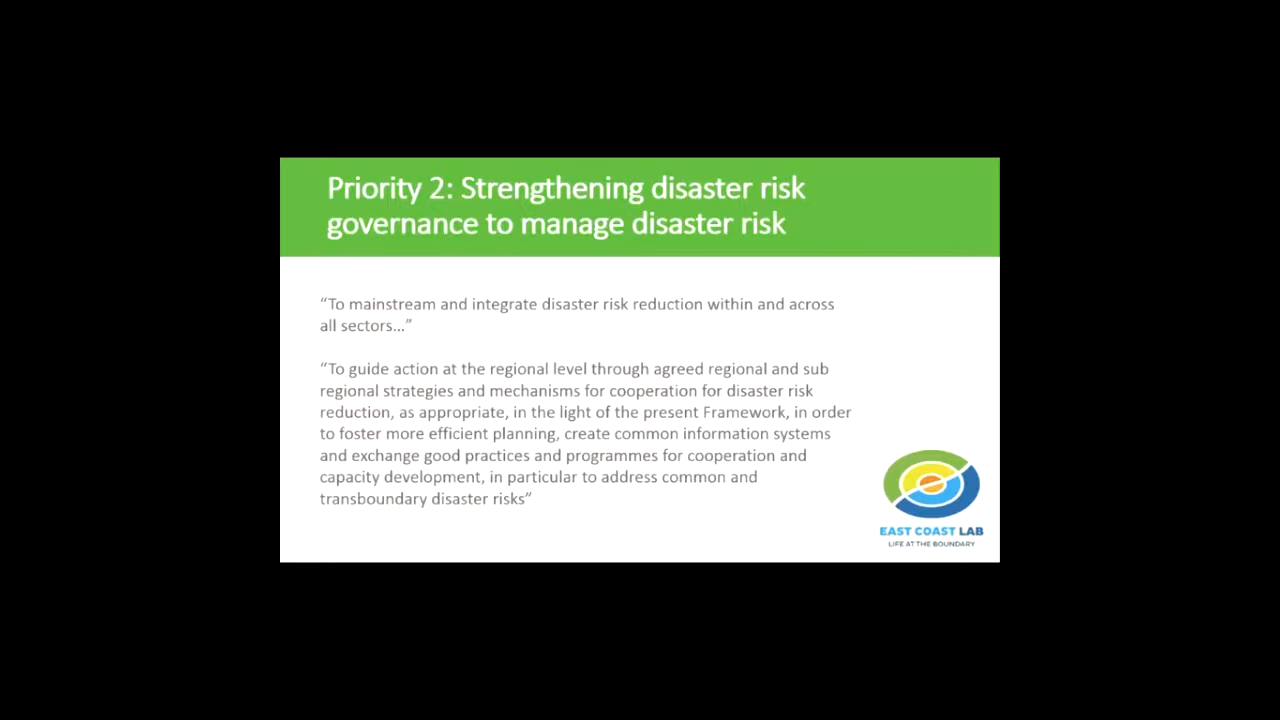 Priority 2: Strengthening disaster risk
governance to manage disaster risk
“To mainstream and integrate disaster risk reduction within and across
all sectors…”
“To guide action at the regional level through agreed regional and sub
regional strategies and mechanisms for cooperation for disaster risk
reduction, as appropriate, in the light of the present Framework, in order
to foster more efficient planning, create common information systems
and exchange good practices and programmes for cooperation and
capacity development, in particular to address common and
transboundary disaster risks”
EAST COAST LAB
LIFE AT THE BOUNDARY